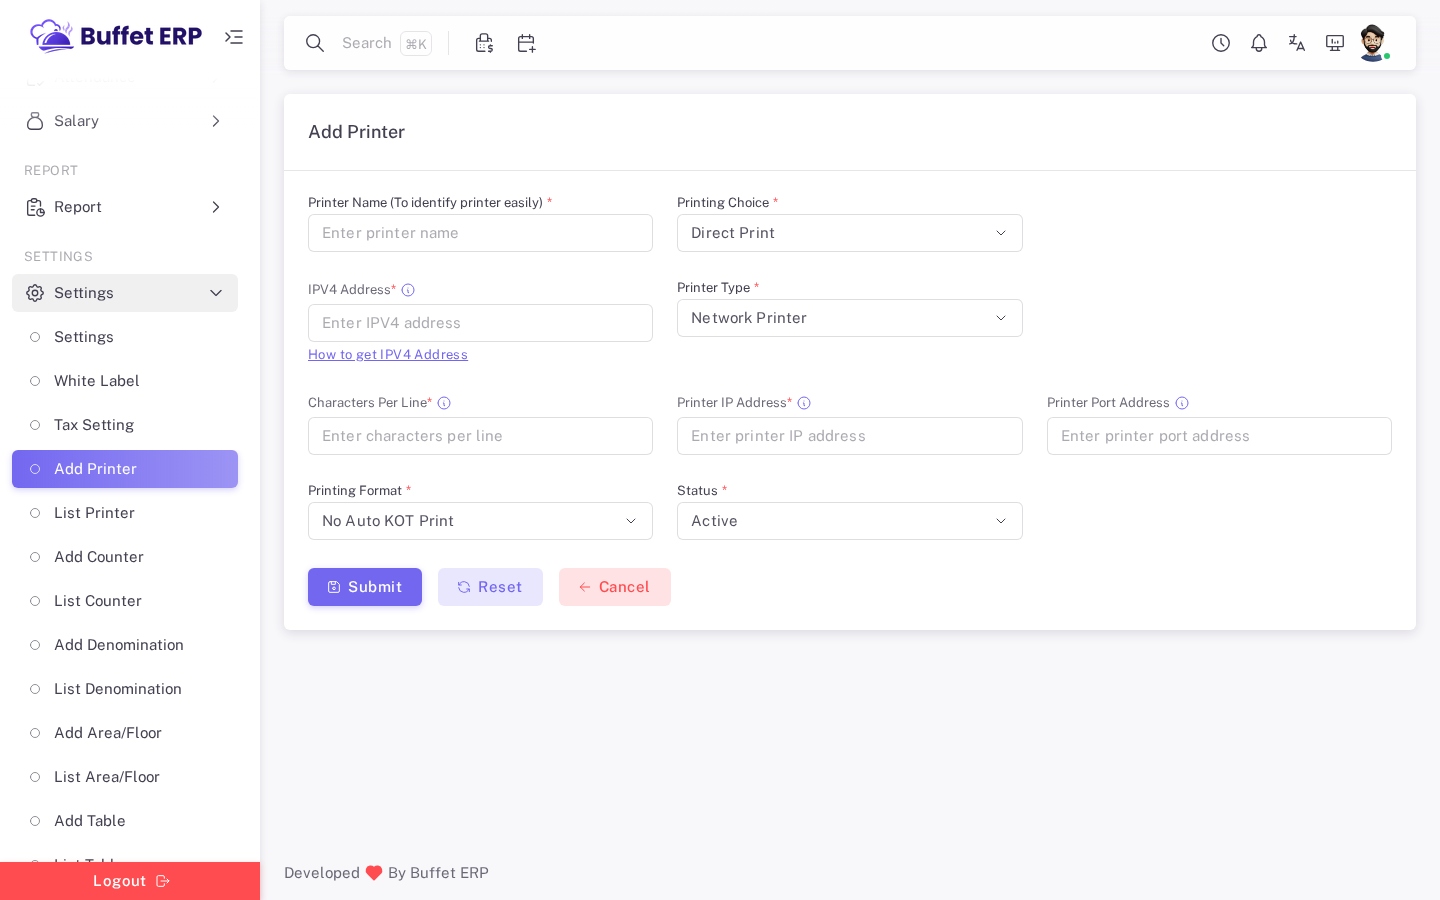 Buffet ERP
Salary
REPORT
Report
SETTINGS
Settings
Settings
White Label
Tax Setting
Add Printer
List Printer
Add Counter
List Counter
Add Denomination
List Denomination
Add Area/Floor
List Area/Floor
Add Table
Logout
Search ⌘K
Add Printer
Printer Name (To identify printer easily) *
Enter printer name
Printing Choice *
Direct Print
IPV4 Address*
Enter IPV4 address
How to get IPV4 Address
Printer Type *
Network Printer
Characters Per Line*
Enter characters per line
Printer IP Address*
Enter printer IP address
Printer Port Address
Enter printer port address
Printing Format *
No Auto KOT Print
Status *
Active
Submit
Reset
Cancel
Developed By Buffet ERP